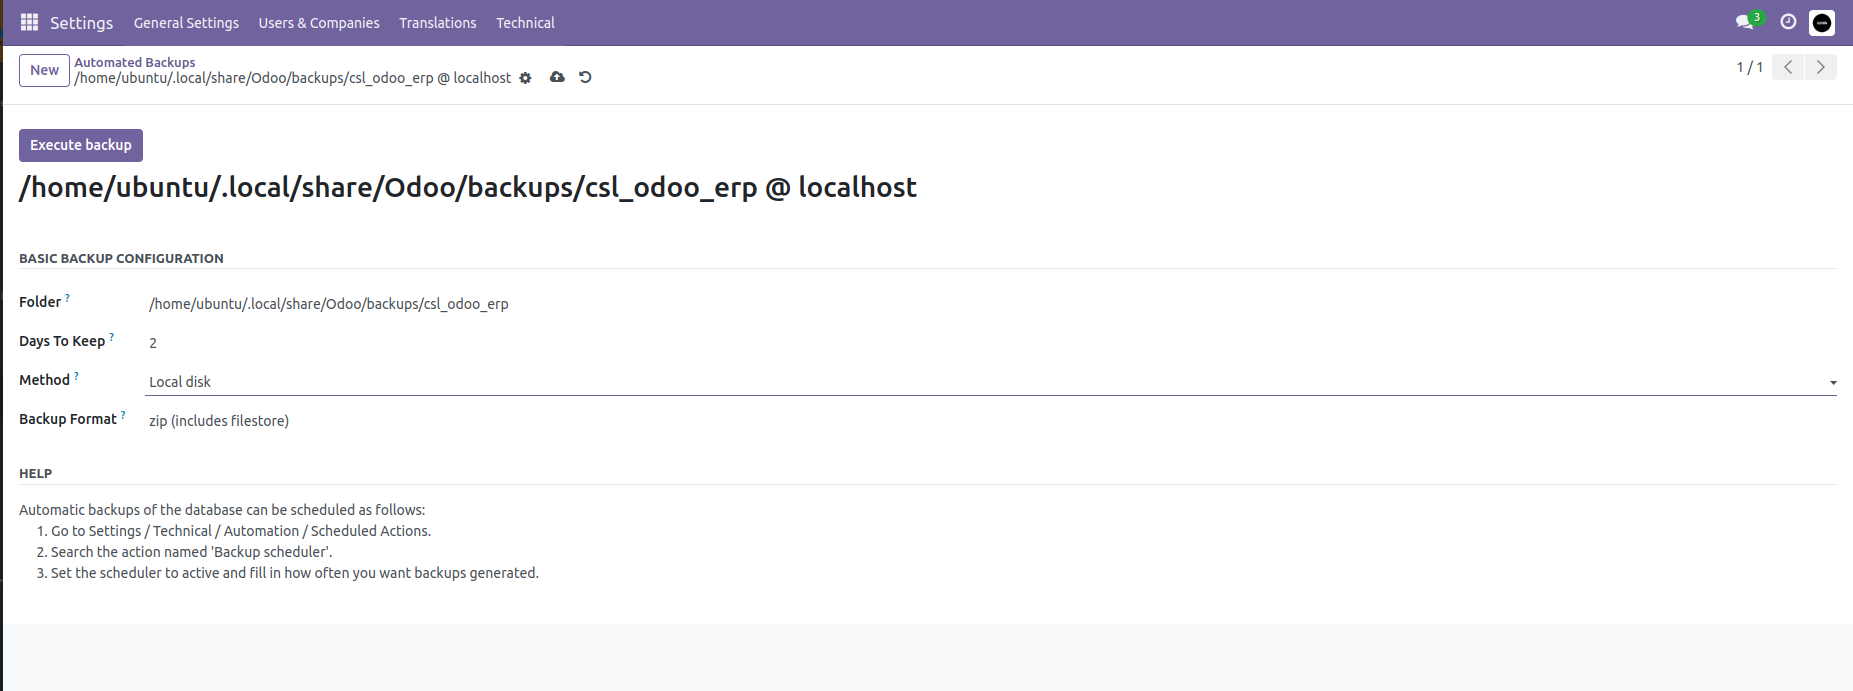 Settings General Settings Users & Companies Translations Technical 3
New Automated Backups
/home/ubuntu/.local/share/Odoo/backups/csl_odoo_erp @ localhost 1 / 1
Execute backup
/home/ubuntu/.local/share/Odoo/backups/csl_odoo_erp @ localhost
BASIC BACKUP CONFIGURATION
Folder ? /home/ubuntu/.local/share/Odoo/backups/csl_odoo_erp
Days To Keep ? 2
Method ? Local disk
Backup Format ? zip (includes filestore)
HELP
Automatic backups of the database can be scheduled as follows:
1. Go to Settings / Technical / Automation / Scheduled Actions.
2. Search the action named 'Backup scheduler'.
3. Set the scheduler to active and fill in how often you want backups generated.